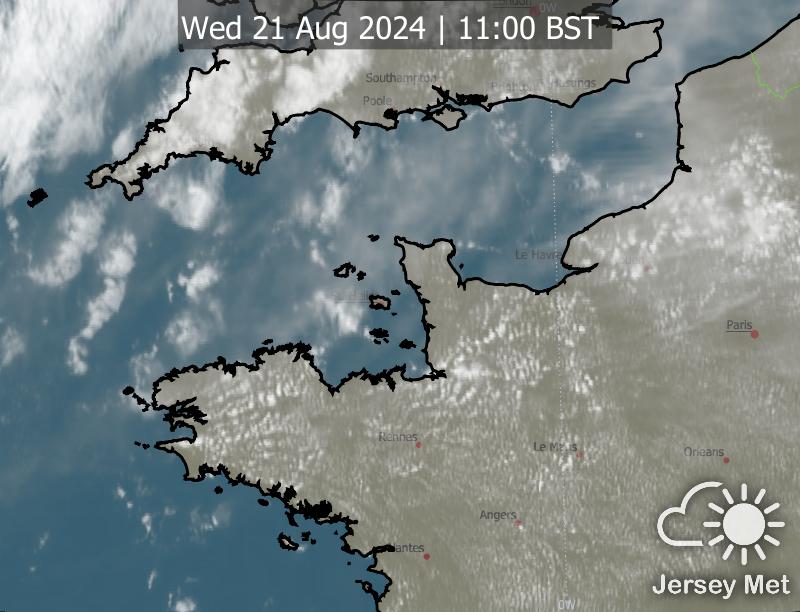 London
0W
Wed 21 Aug 2024 | 11:00 BST
Southampton
Poole
Hastings
Le Havre
Paris
Rennes
Le Mans
Orleans
Angers
Nantes
Jersey Met
0W